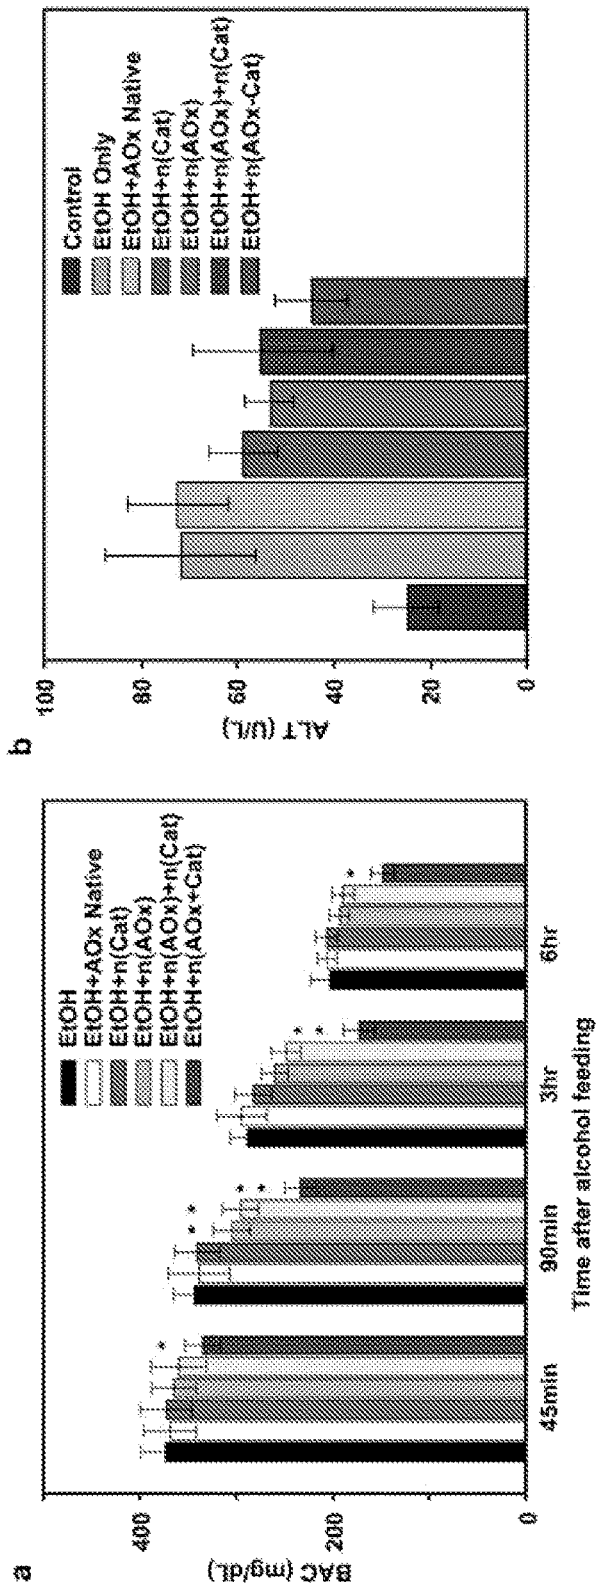 a
BAC (mg/dL)
400
200
0
EtOH
EtOH+AOx Native
EtOH+n(Cat)
EtOH+n(AOx)
EtOH+n(AOx)+n(Cat)
EtOH+n(AOx+Cat)
*
* *
* *
* *
*
45min
90min
3hr
6hr
Time after alcohol feeding
b
ALT (U/L)
100
80
60
40
20
0
Control
EtOH Only
EtOH+AOx Native
EtOH+n(Cat)
EtOH+n(AOx)
EtOH+n(AOx)+n(Cat)
EtOH+n(AOx-Cat)